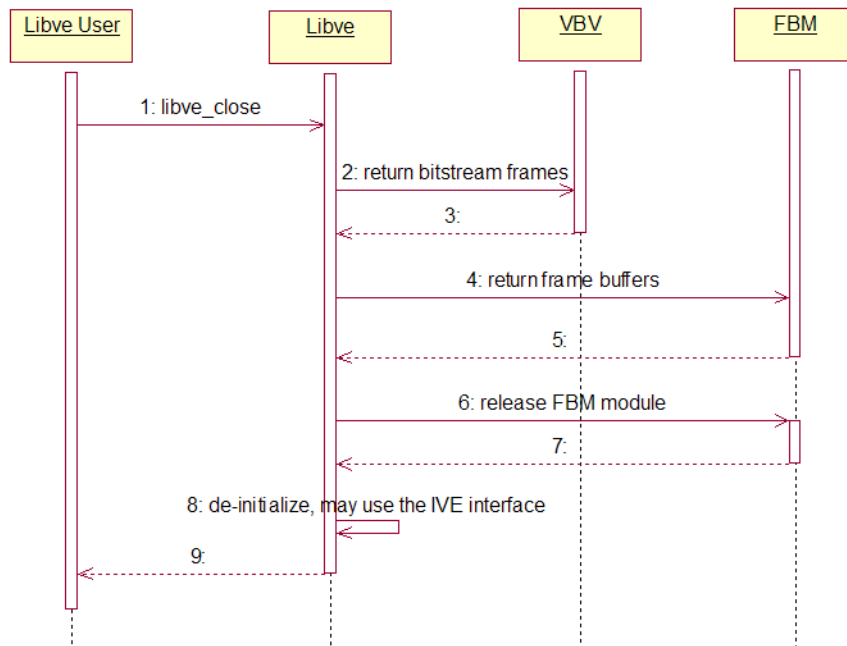 Libve User
Libve
VBV
FBM
1: libve_close
2: return bitstream frames
3:
4: return frame buffers
5:
6: release FBM module
7:
8: de-initialize, may use the IVE interface
9: